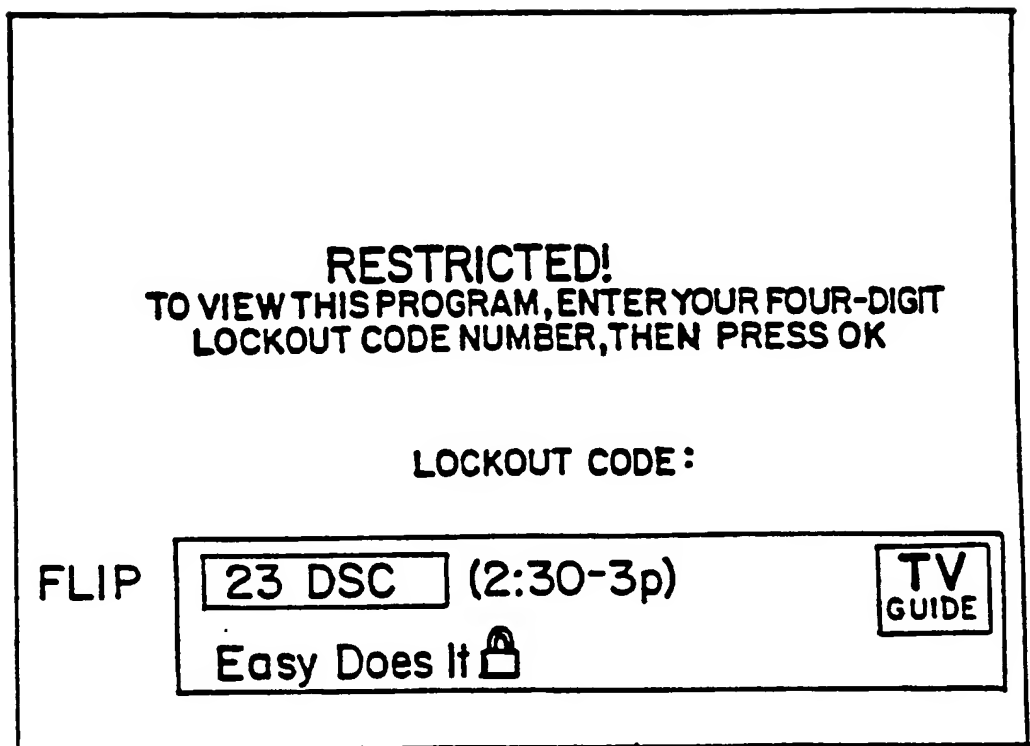 RESTRICTED!
TO VIEW THIS PROGRAM, ENTER YOUR FOUR-DIGIT
LOCKOUT CODE NUMBER, THEN PRESS OK
LOCKOUT CODE:
FLIP
23 DSC (2:30-3p)
TV
GUIDE
Easy Does It